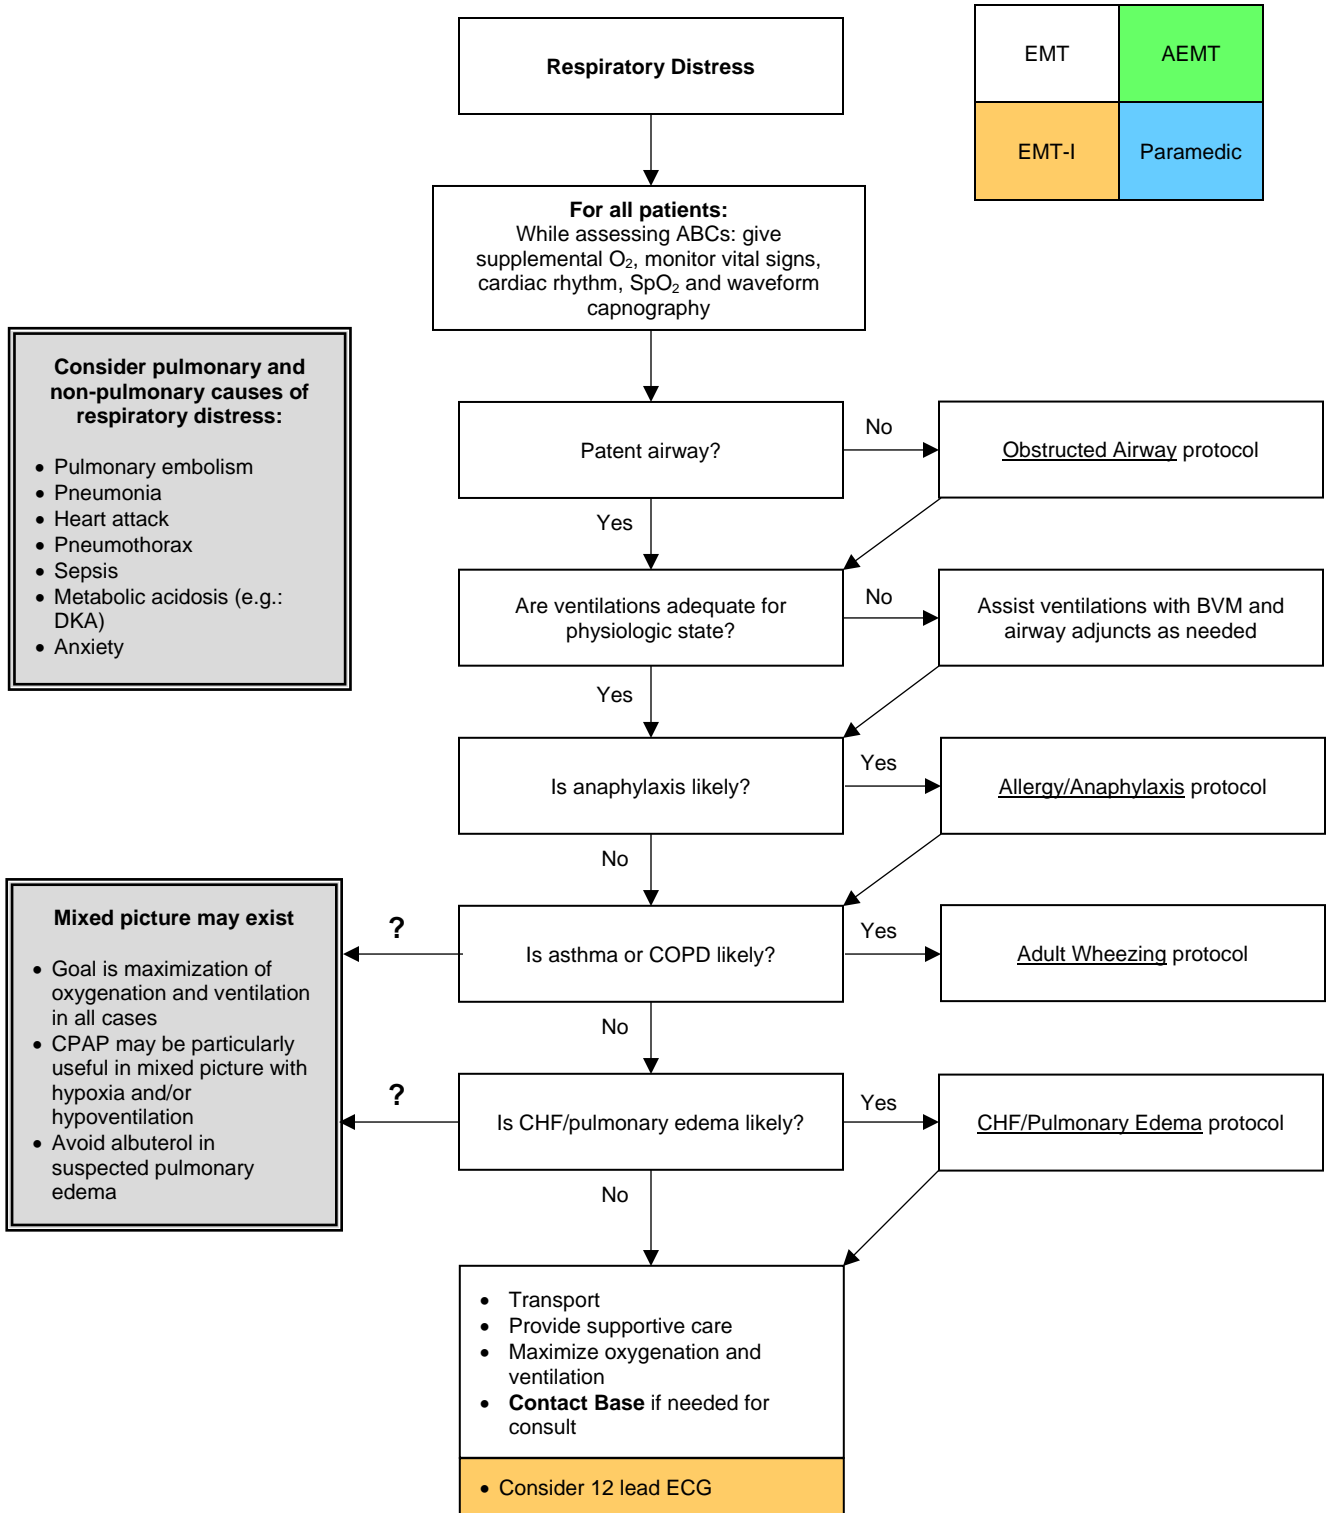 Respiratory Distress
EMT
AEMT
EMT-I
Paramedic
For all patients:
While assessing ABCs: give
supplemental O₂, monitor vital signs,
cardiac rhythm, SpO₂ and waveform
capnography
Consider pulmonary and
non-pulmonary causes of
respiratory distress:
• Pulmonary embolism
• Pneumonia
• Heart attack
• Pneumothorax
• Sepsis
• Metabolic acidosis (e.g.:
DKA)
• Anxiety
Patent airway?
No
Obstructed Airway protocol
Yes
Are ventilations adequate for
physiologic state?
No
Assist ventilations with BVM and
airway adjuncts as needed
Yes
Is anaphylaxis likely?
Yes
Allergy/Anaphylaxis protocol
No
Mixed picture may exist
• Goal is maximization of
oxygenation and ventilation
in all cases
• CPAP may be particularly
useful in mixed picture with
hypoxia and/or
hypoventilation
• Avoid albuterol in
suspected pulmonary
edema
?
Is asthma or COPD likely?
Yes
Adult Wheezing protocol
No
?
Is CHF/pulmonary edema likely?
Yes
CHF/Pulmonary Edema protocol
No
• Transport
• Provide supportive care
• Maximize oxygenation and
ventilation
• Contact Base if needed for
consult
• Consider 12 lead ECG